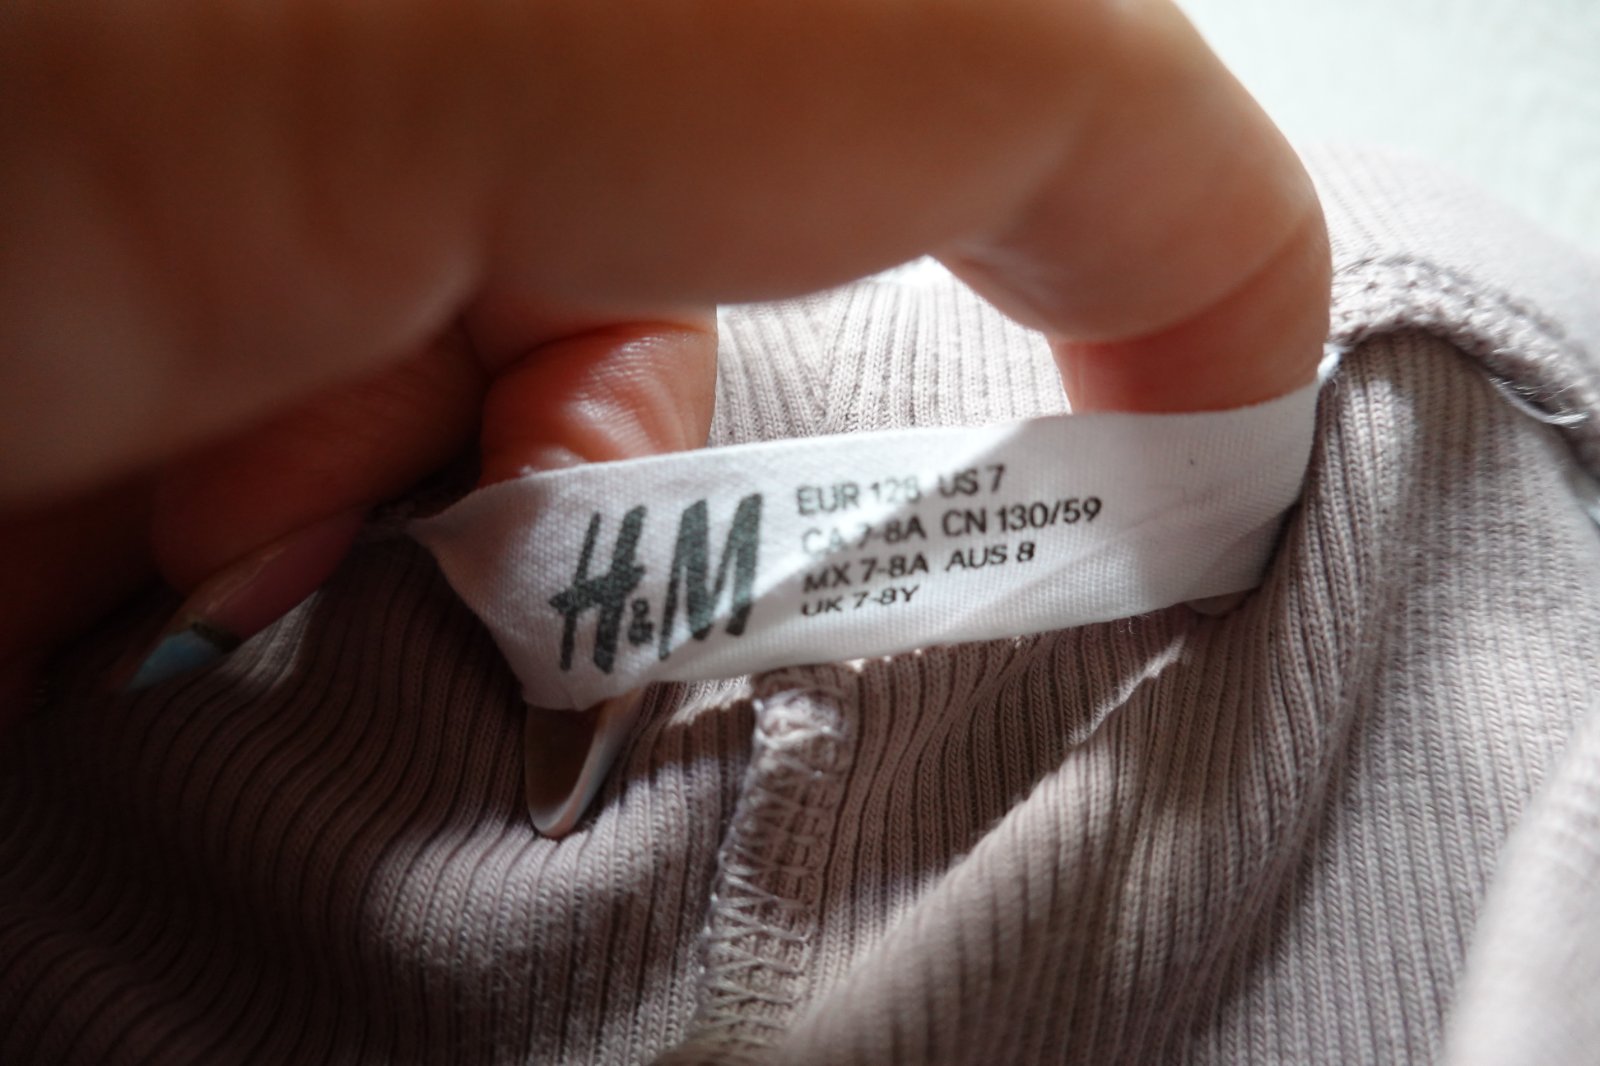 H&M
EUR 128 US 7
CA 7-8A CN 130/59
MX 7-8A AUS 8
UK 7-8Y